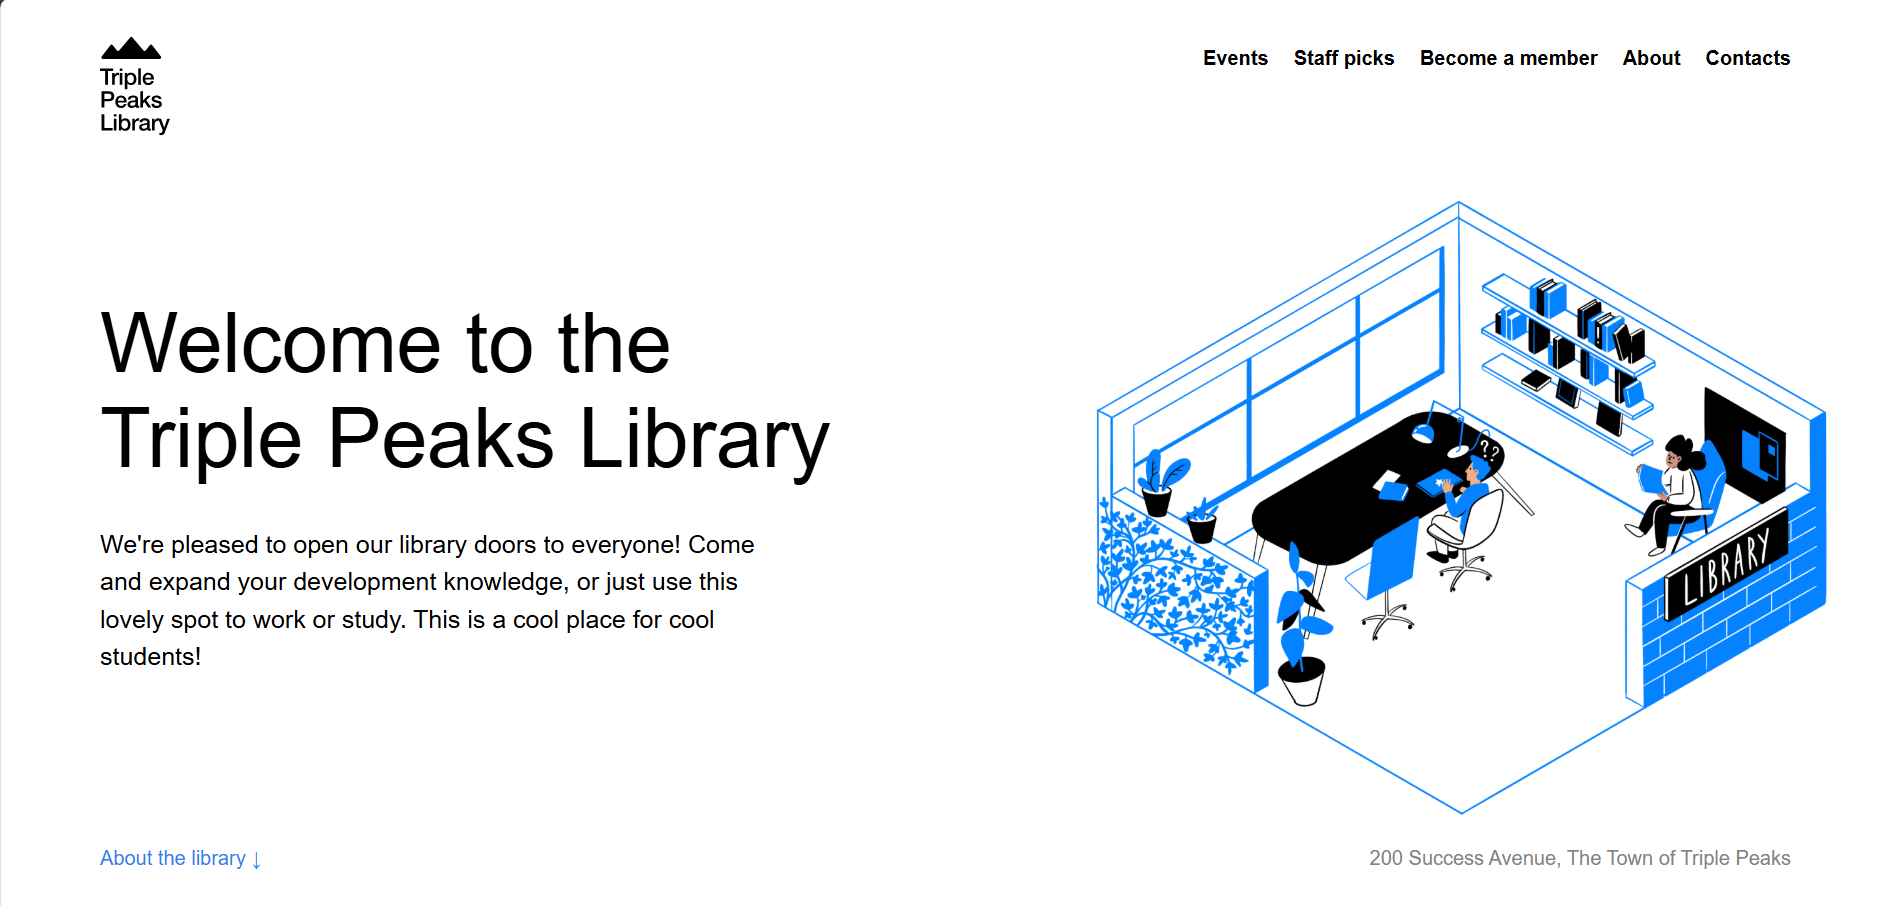 Triple
Peaks
Library
Events Staff picks Become a member About Contacts
Welcome to the
Triple Peaks Library
We're pleased to open our library doors to everyone! Come
and expand your development knowledge, or just use this
lovely spot to work or study. This is a cool place for cool
students!
??
LIBRARY
About the library ↓
200 Success Avenue, The Town of Triple Peaks